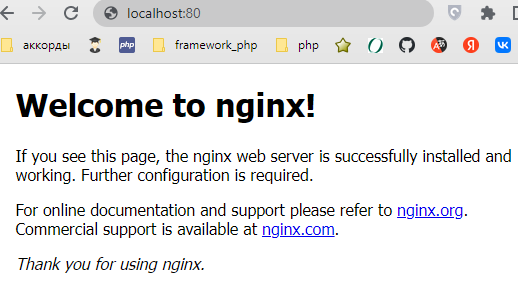 localhost:80
аккорды php framework_php php
Welcome to nginx!
If you see this page, the nginx web server is successfully installed and
working. Further configuration is required.
For online documentation and support please refer to nginx.org.
Commercial support is available at nginx.com.
Thank you for using nginx.